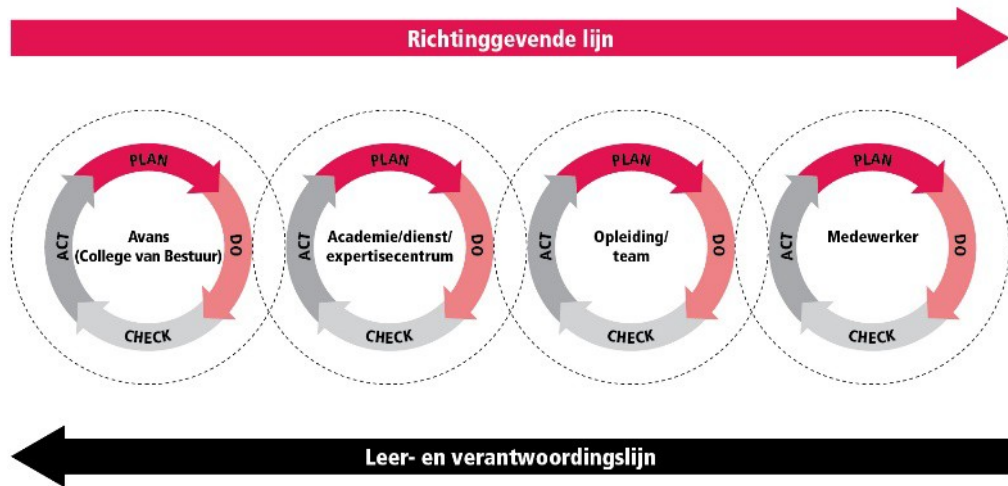 Richtinggevende lijn
PLAN
DO
CHECK
ACT
Avans
(College van Bestuur)
PLAN
DO
CHECK
ACT
Academie/dienst/
expertisecentrum
PLAN
DO
CHECK
ACT
Opleiding/
team
PLAN
DO
CHECK
ACT
Medewerker
Leer- en verantwoordingslijn